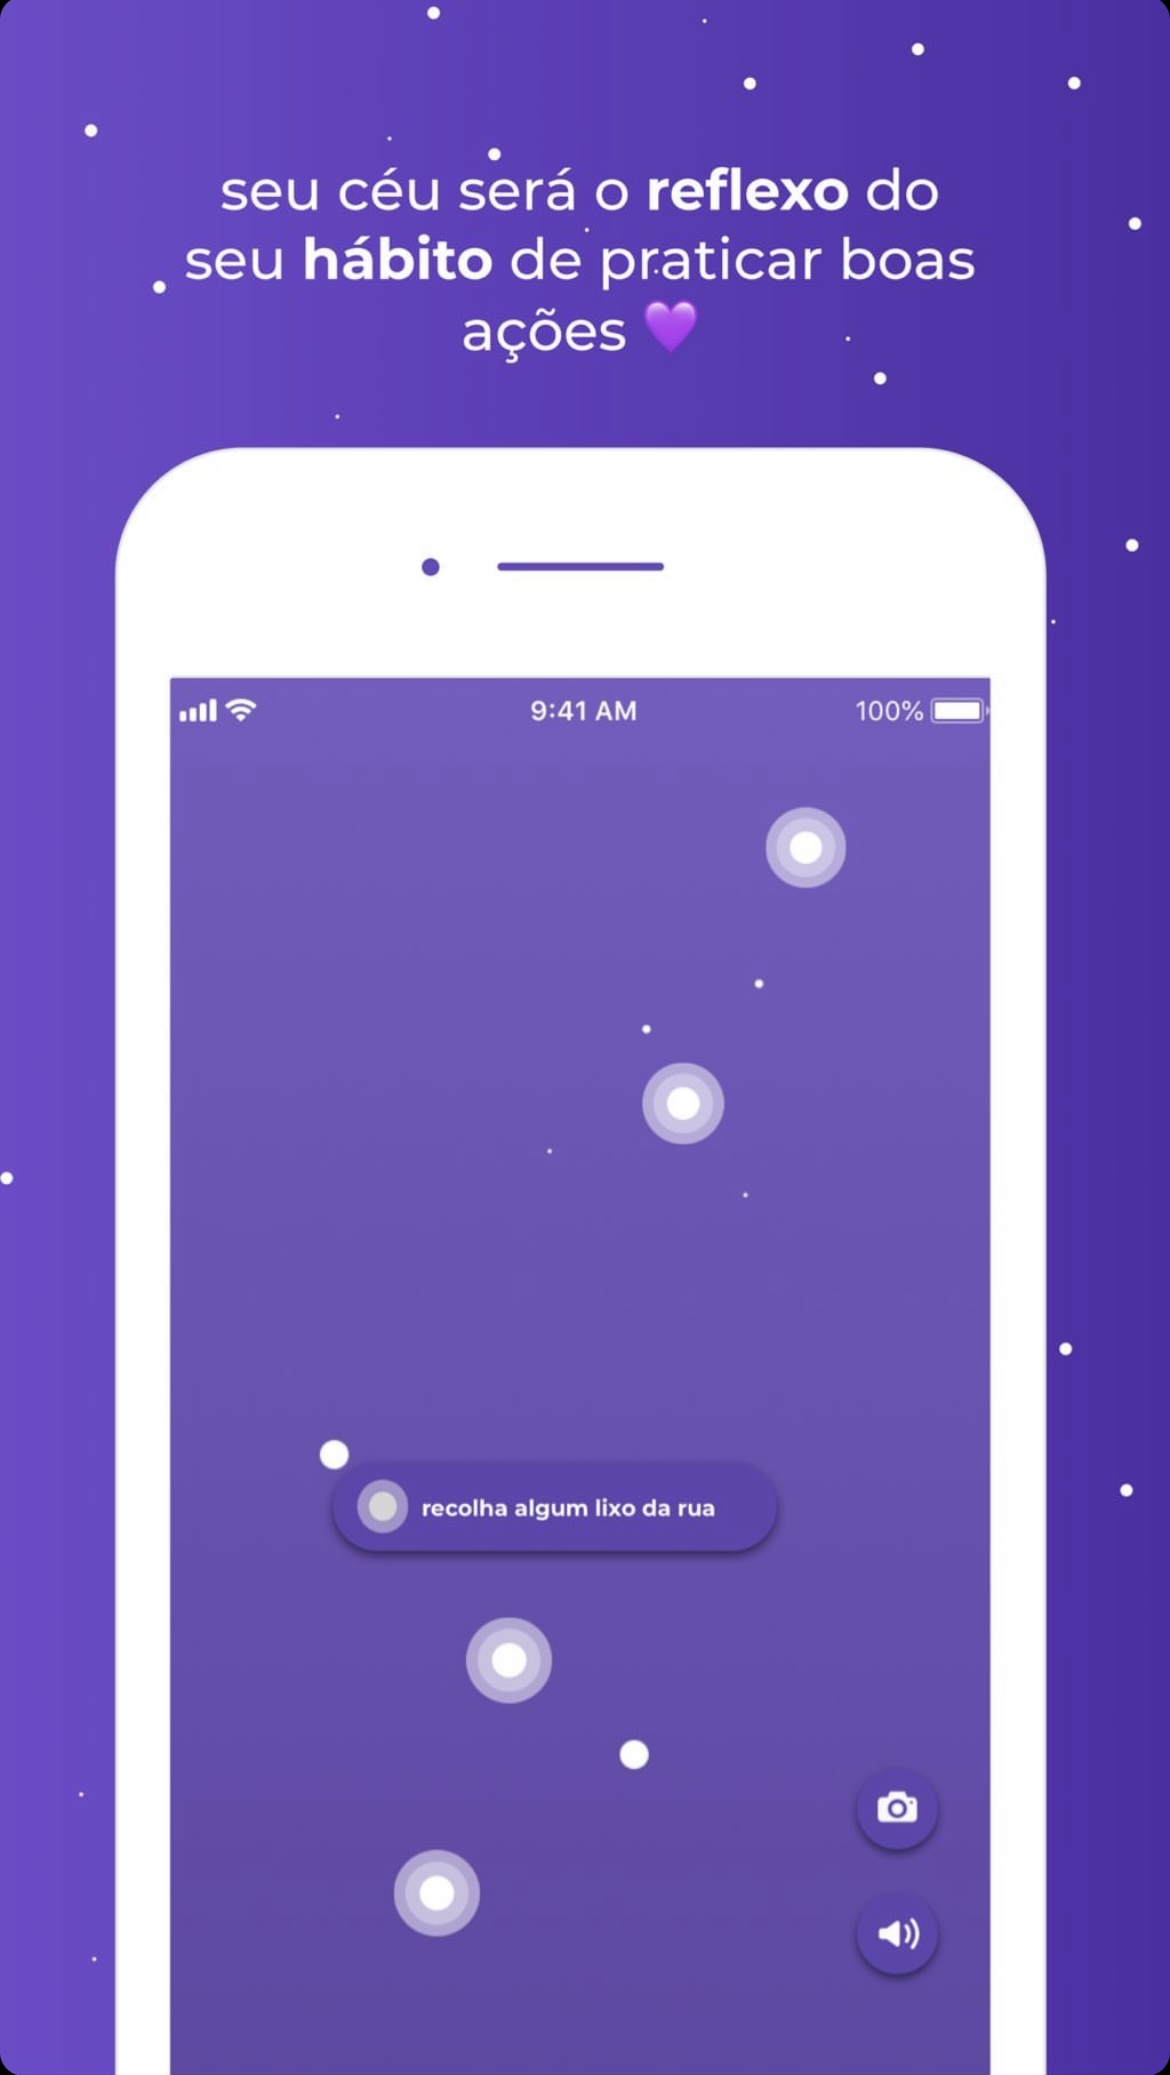 seu céu será o reflexo do
seu hábito de praticar boas
ações 💜
9:41 AM
100%
recolha algum lixo da rua